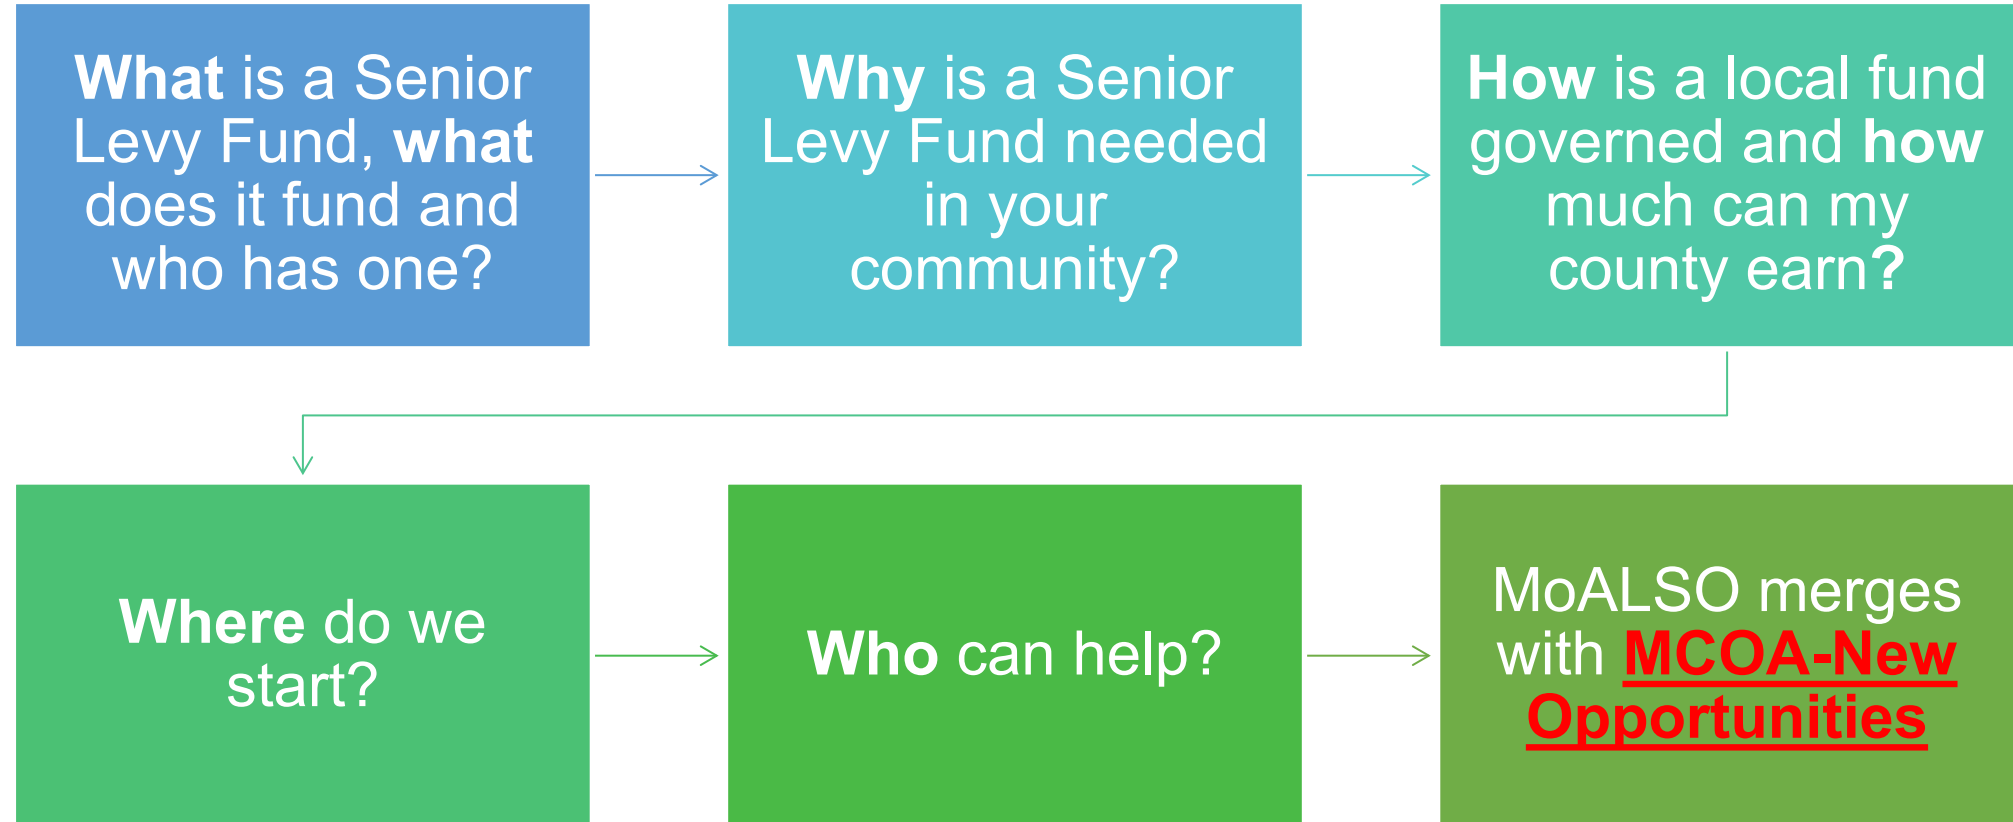 What is a Senior
Levy Fund, what
does it fund and
who has one?
Why is a Senior
Levy Fund needed
in your
community?
How is a local fund
governed and how
much can my
county earn?
Where do we
start?
Who can help?
MoALSO merges
with MCOA-New
Opportunities